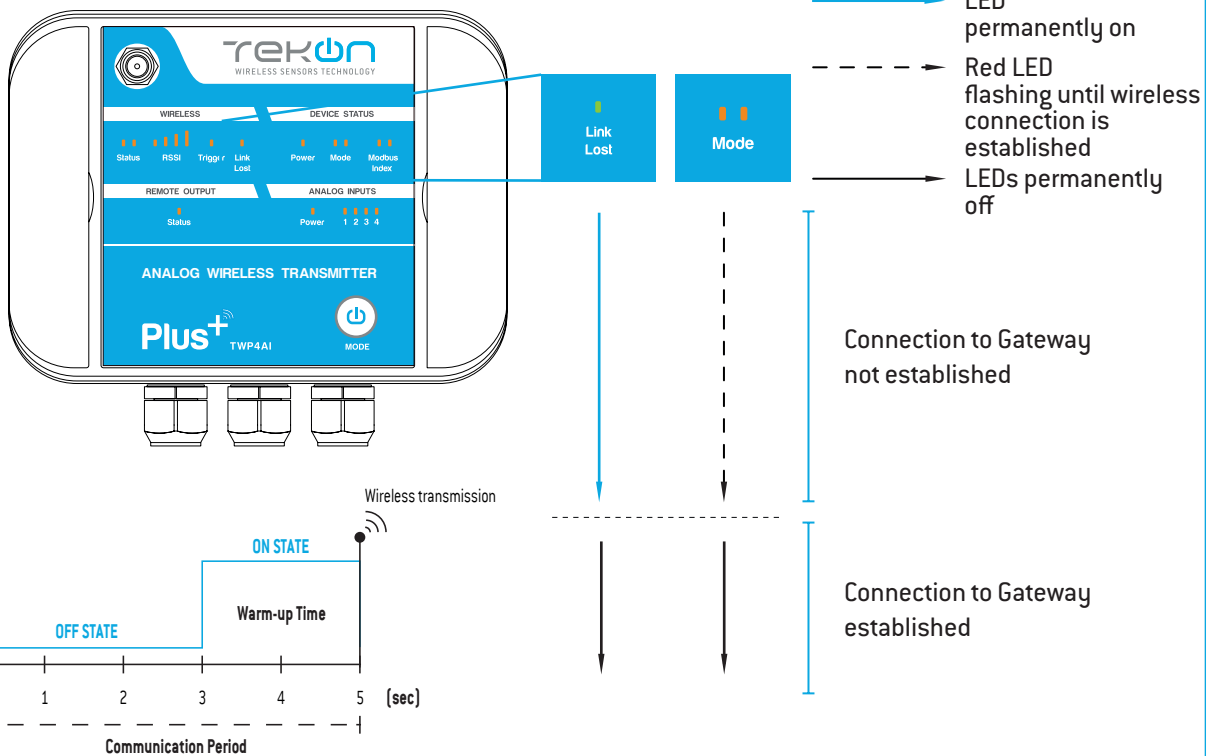 TEKON
WIRELESS SENSORS TECHNOLOGY
WIRELESS
DEVICE STATUS
Status
RSSI
Trigger
Link
Lost
Power
Mode
Modbus
Index
REMOTE OUTPUT
ANALOG INPUTS
Status
Power
1 2 3 4
ANALOG WIRELESS TRANSMITTER
Plus+
TWP4AI
MODE
Link
Lost
Mode
LED
permanently on
Red LED
flashing until wireless
connection is
established
LEDs permanently
off
Connection to Gateway
not established
Connection to Gateway
established
Wireless transmission
ON STATE
Warm-up Time
OFF STATE
1 2 3 4 5 (sec)
Communication Period